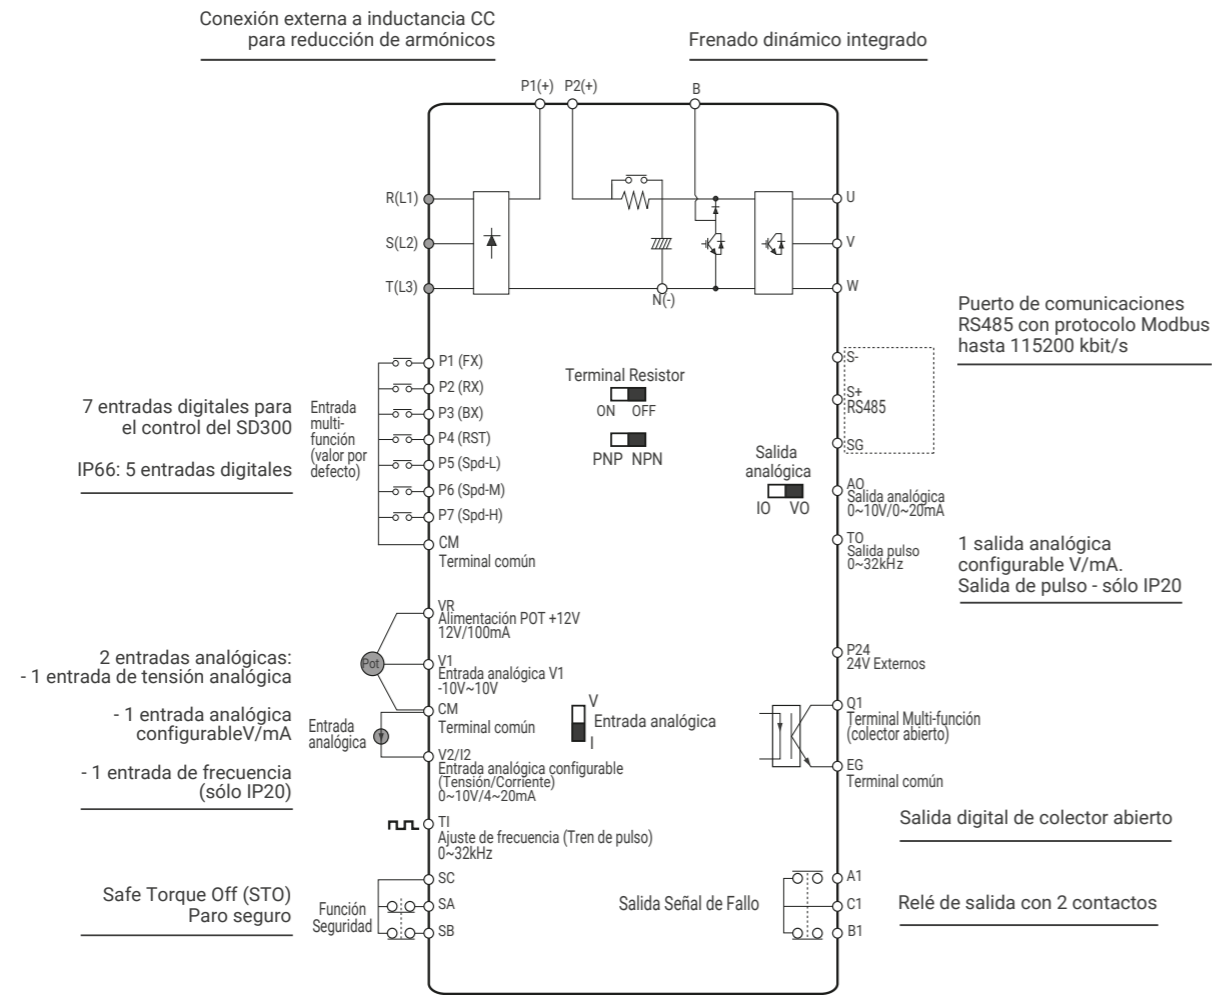 Conexión externa a inductancia CC
para reducción de armónicos
Frenado dinámico integrado
P1(+)
P2(+)
B
R(L1)
S(L2)
T(L3)
N(-)
U
V
W
7 entradas digitales para
el control del SD300
IP66: 5 entradas digitales
Entrada
multi-
función
(valor por
defecto)
P1 (FX)
P2 (RX)
P3 (BX)
P4 (RST)
P5 (Spd-L)
P6 (Spd-M)
P7 (Spd-H)
CM
Terminal común
Terminal Resistor
ON OFF
PNP NPN
Salida
analógica
IO VO
S-
S+
RS485
SG
Puerto de comunicaciones
RS485 con protocolo Modbus
hasta 115200 kbit/s
AO
Salida analógica
0~10V/0~20mA
TO
Salida pulso
0~32kHz
1 salida analógica
configurable V/mA.
Salida de pulso - sólo IP20
2 entradas analógicas:
- 1 entrada de tensión analógica
- 1 entrada analógica
configurableV/mA
- 1 entrada de frecuencia
(sólo IP20)
Pot
Entrada
analógica
VR
Alimentación POT +12V
12V/100mA
V1
Entrada analógica V1
-10V~10V
CM
Terminal común
V2/I2
Entrada analógica configurable
(Tensión/Corriente)
0~10V/4~20mA
TI
Ajuste de frecuencia (Tren de pulso)
0~32kHz
V
Entrada analógica
I
P24
24V Externos
Q1
Terminal Multi-función
(colector abierto)
EG
Terminal común
Salida digital de colector abierto
Safe Torque Off (STO)
Paro seguro
Función
Seguridad
SC
SA
SB
Salida Señal de Fallo
A1
C1
B1
Relé de salida con 2 contactos